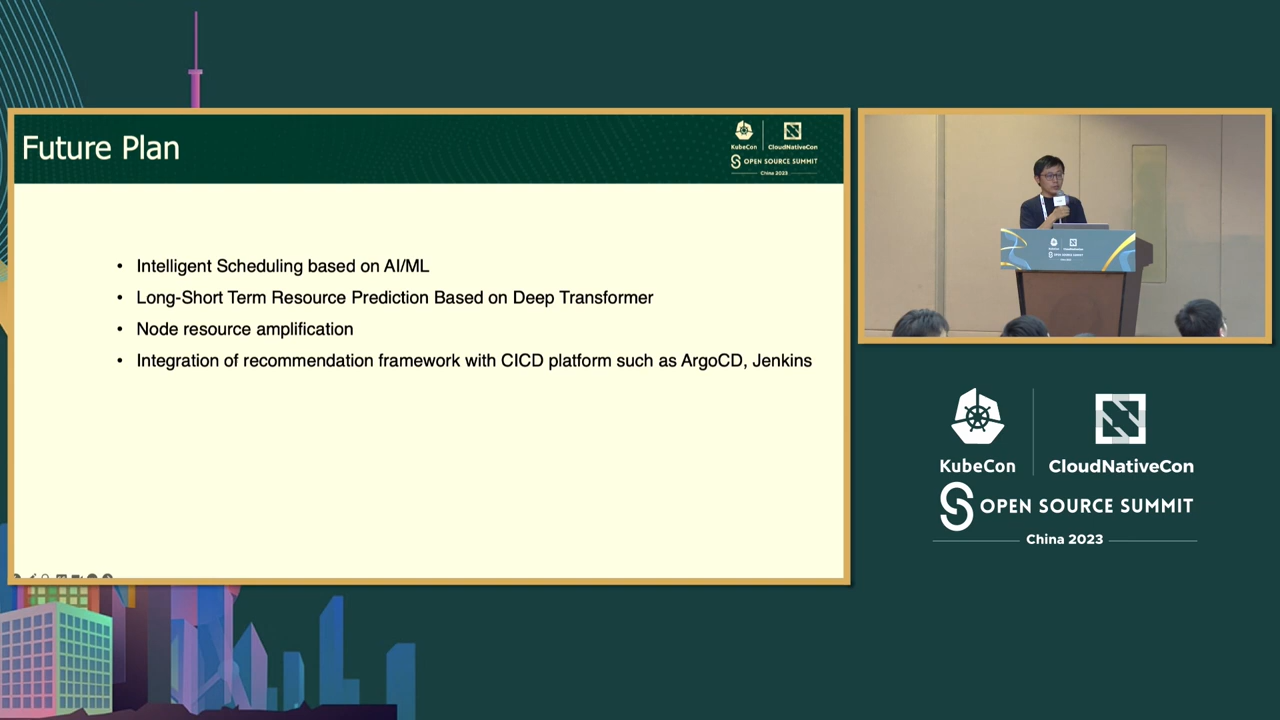 Future Plan
KubeCon
CloudNativeCon
OPEN SOURCE SUMMIT
China 2023
• Intelligent Scheduling based on AI/ML
• Long-Short Term Resource Prediction Based on Deep Transformer
• Node resource amplification
• Integration of recommendation framework with CICD platform such as ArgoCD, Jenkins
KubeCon
CloudNativeCon
OPEN SOURCE SUMMIT
China 2023